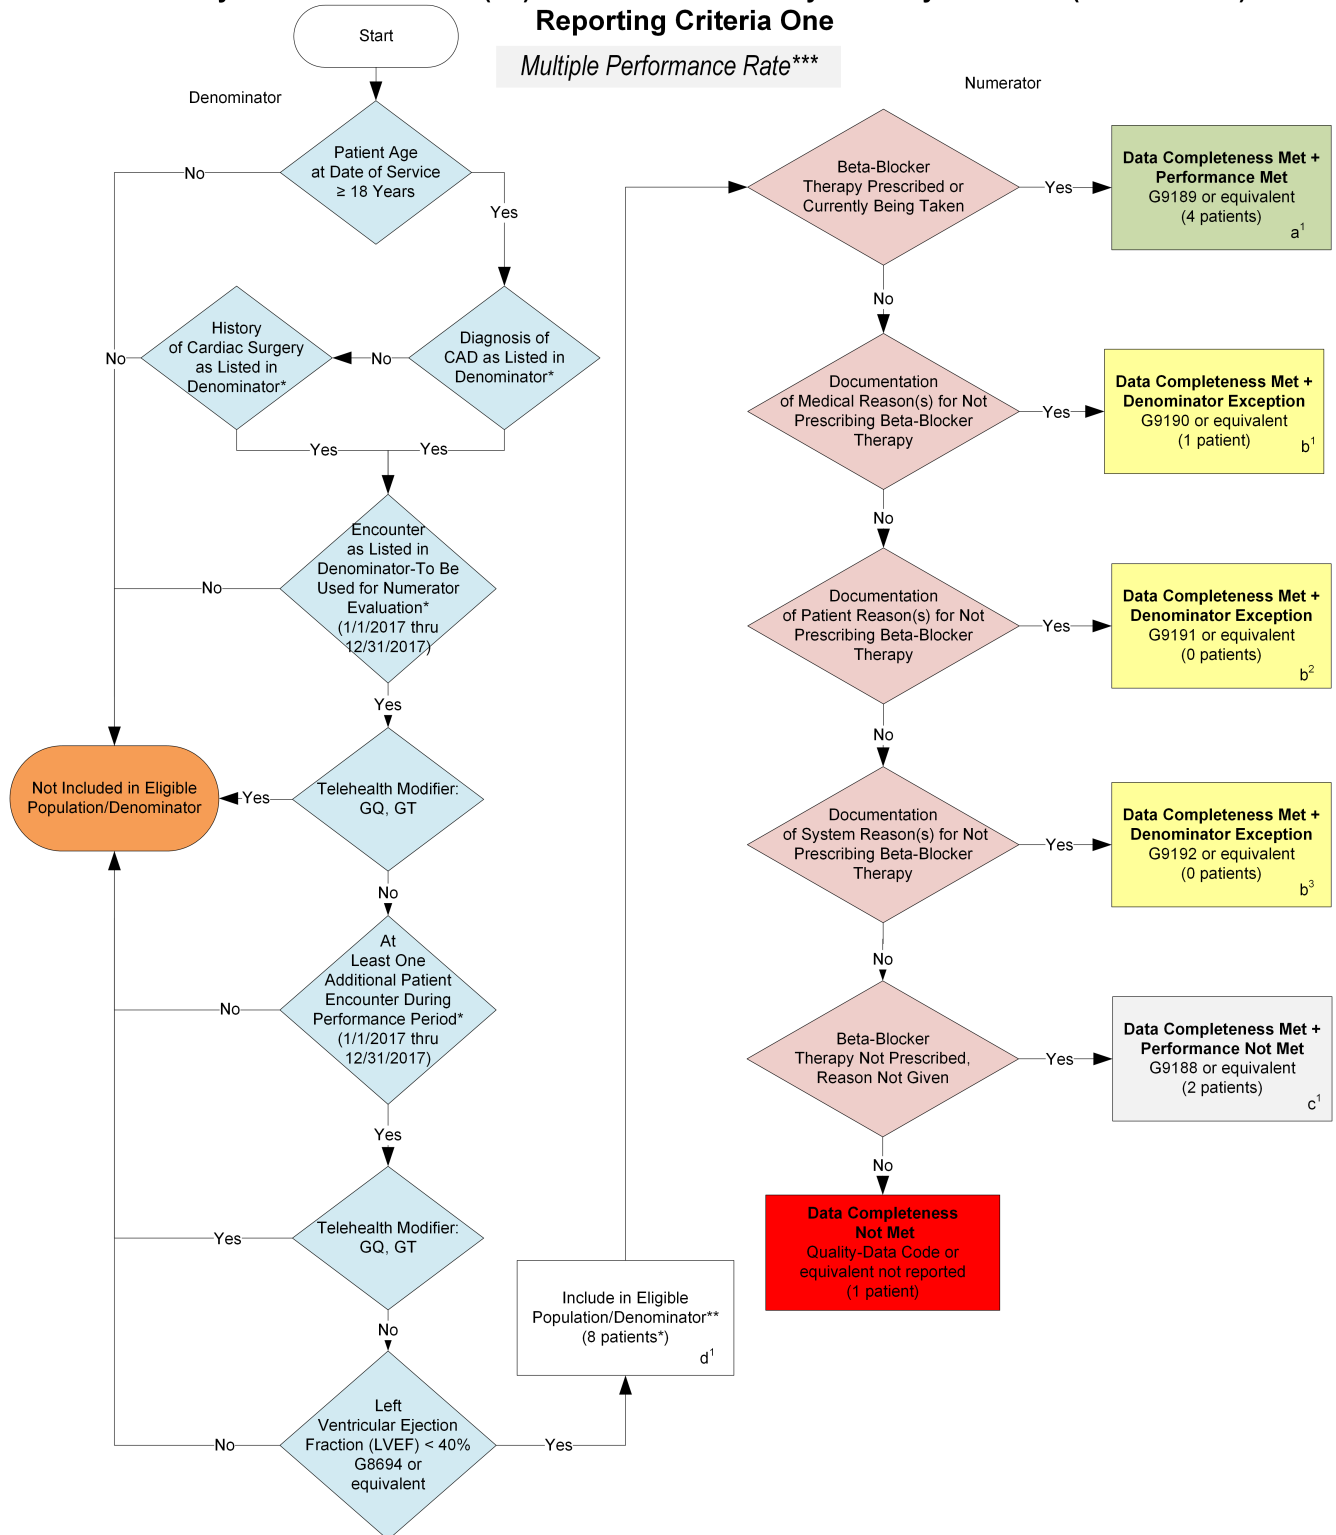 Reporting Criteria One
Multiple Performance Rate***
Start
Denominator
Numerator
Patient Age
at Date of Service
≥ 18 Years
No
Yes
Diagnosis of
CAD as Listed in
Denominator*
No
History
of Cardiac Surgery
as Listed in
Denominator*
No
Yes
Yes
Encounter
as Listed in
Denominator-To Be
Used for Numerator
Evaluation*
(1/1/2017 thru
12/31/2017)
No
Yes
Telehealth Modifier:
GQ, GT
Yes
Not Included in Eligible
Population/Denominator
No
At
Least One
Additional Patient
Encounter During
Performance Period*
(1/1/2017 thru
12/31/2017)
No
Yes
Telehealth Modifier:
GQ, GT
Yes
No
Left
Ventricular Ejection
Fraction (LVEF) < 40%
G8694 or
equivalent
No
Yes
Include in Eligible
Population/Denominator**
(8 patients*)
d1
Beta-Blocker
Therapy Prescribed or
Currently Being Taken
Yes
Data Completeness Met +
Performance Met
G9189 or equivalent
(4 patients)
a1
No
Documentation
of Medical Reason(s) for Not
Prescribing Beta-Blocker
Therapy
Yes
Data Completeness Met +
Denominator Exception
G9190 or equivalent
(1 patient)
b1
No
Documentation
of Patient Reason(s) for Not
Prescribing Beta-Blocker
Therapy
Yes
Data Completeness Met +
Denominator Exception
G9191 or equivalent
(0 patients)
b2
No
Documentation
of System Reason(s) for Not
Prescribing Beta-Blocker
Therapy
Yes
Data Completeness Met +
Denominator Exception
G9192 or equivalent
(0 patients)
b3
No
Beta-Blocker
Therapy Not Prescribed,
Reason Not Given
Yes
Data Completeness Met +
Performance Not Met
G9188 or equivalent
(2 patients)
c1
No
Data Completeness
Not Met
Quality-Data Code or
equivalent not reported
(1 patient)